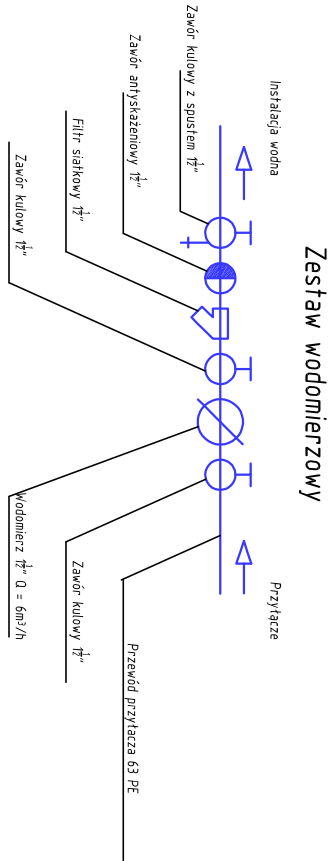 Zestaw wodomierzowy
Instalacja wodna
Przyłącze
Zawór kulowy z spustem 1½"
Zawór antyskażeniowy 1½"
Filtr siatkowy 1½"
Zawór kulowy 1½"
Wodomierz 1½" Q = 6m³/h
Zawór kulowy 1½"
Przewód przyłącza 63 PE